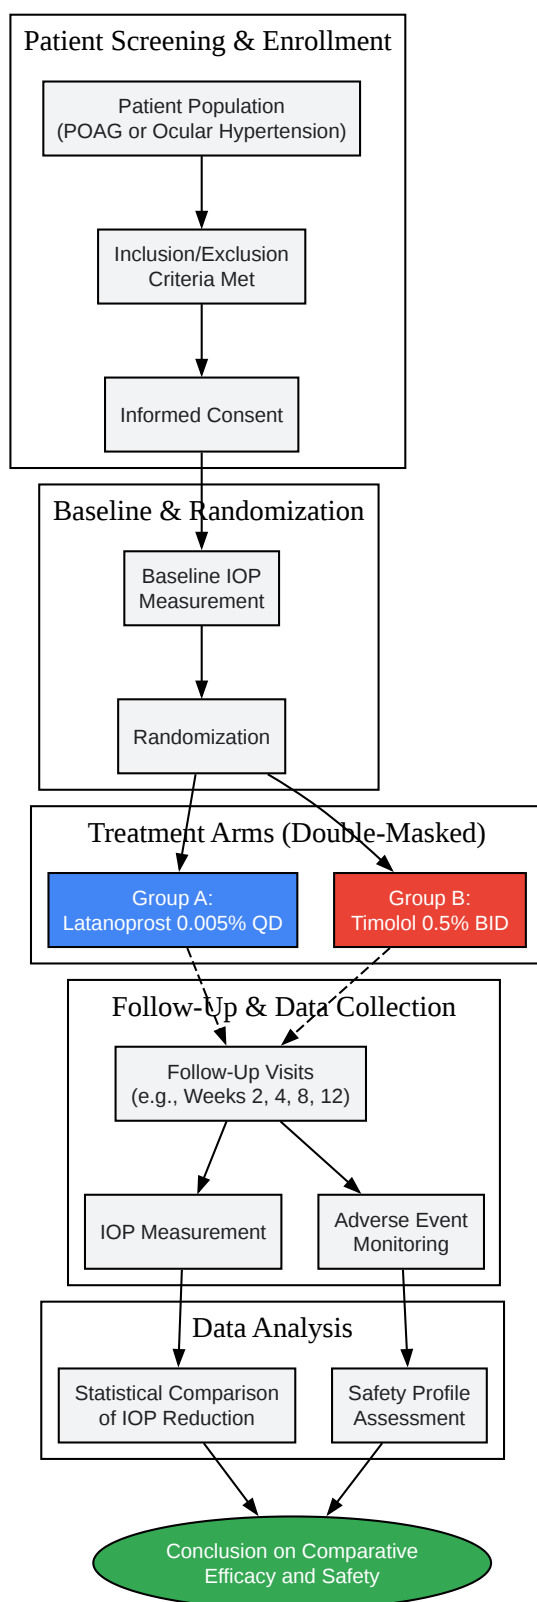 Patient Screening & Enrollment
Patient Population
(POAG or Ocular Hypertension)
Inclusion/Exclusion
Criteria Met
Informed Consent
Baseline & Randomization
Baseline IOP
Measurement
Randomization
Treatment Arms (Double-Masked)
Group A:
Latanoprost 0.005% QD
Group B:
Timolol 0.5% BID
Follow-Up & Data Collection
Follow-Up Visits
(e.g., Weeks 2, 4, 8, 12)
IOP Measurement
Adverse Event
Monitoring
Data Analysis
Statistical Comparison
of IOP Reduction
Safety Profile
Assessment
Conclusion on Comparative
Efficacy and Safety